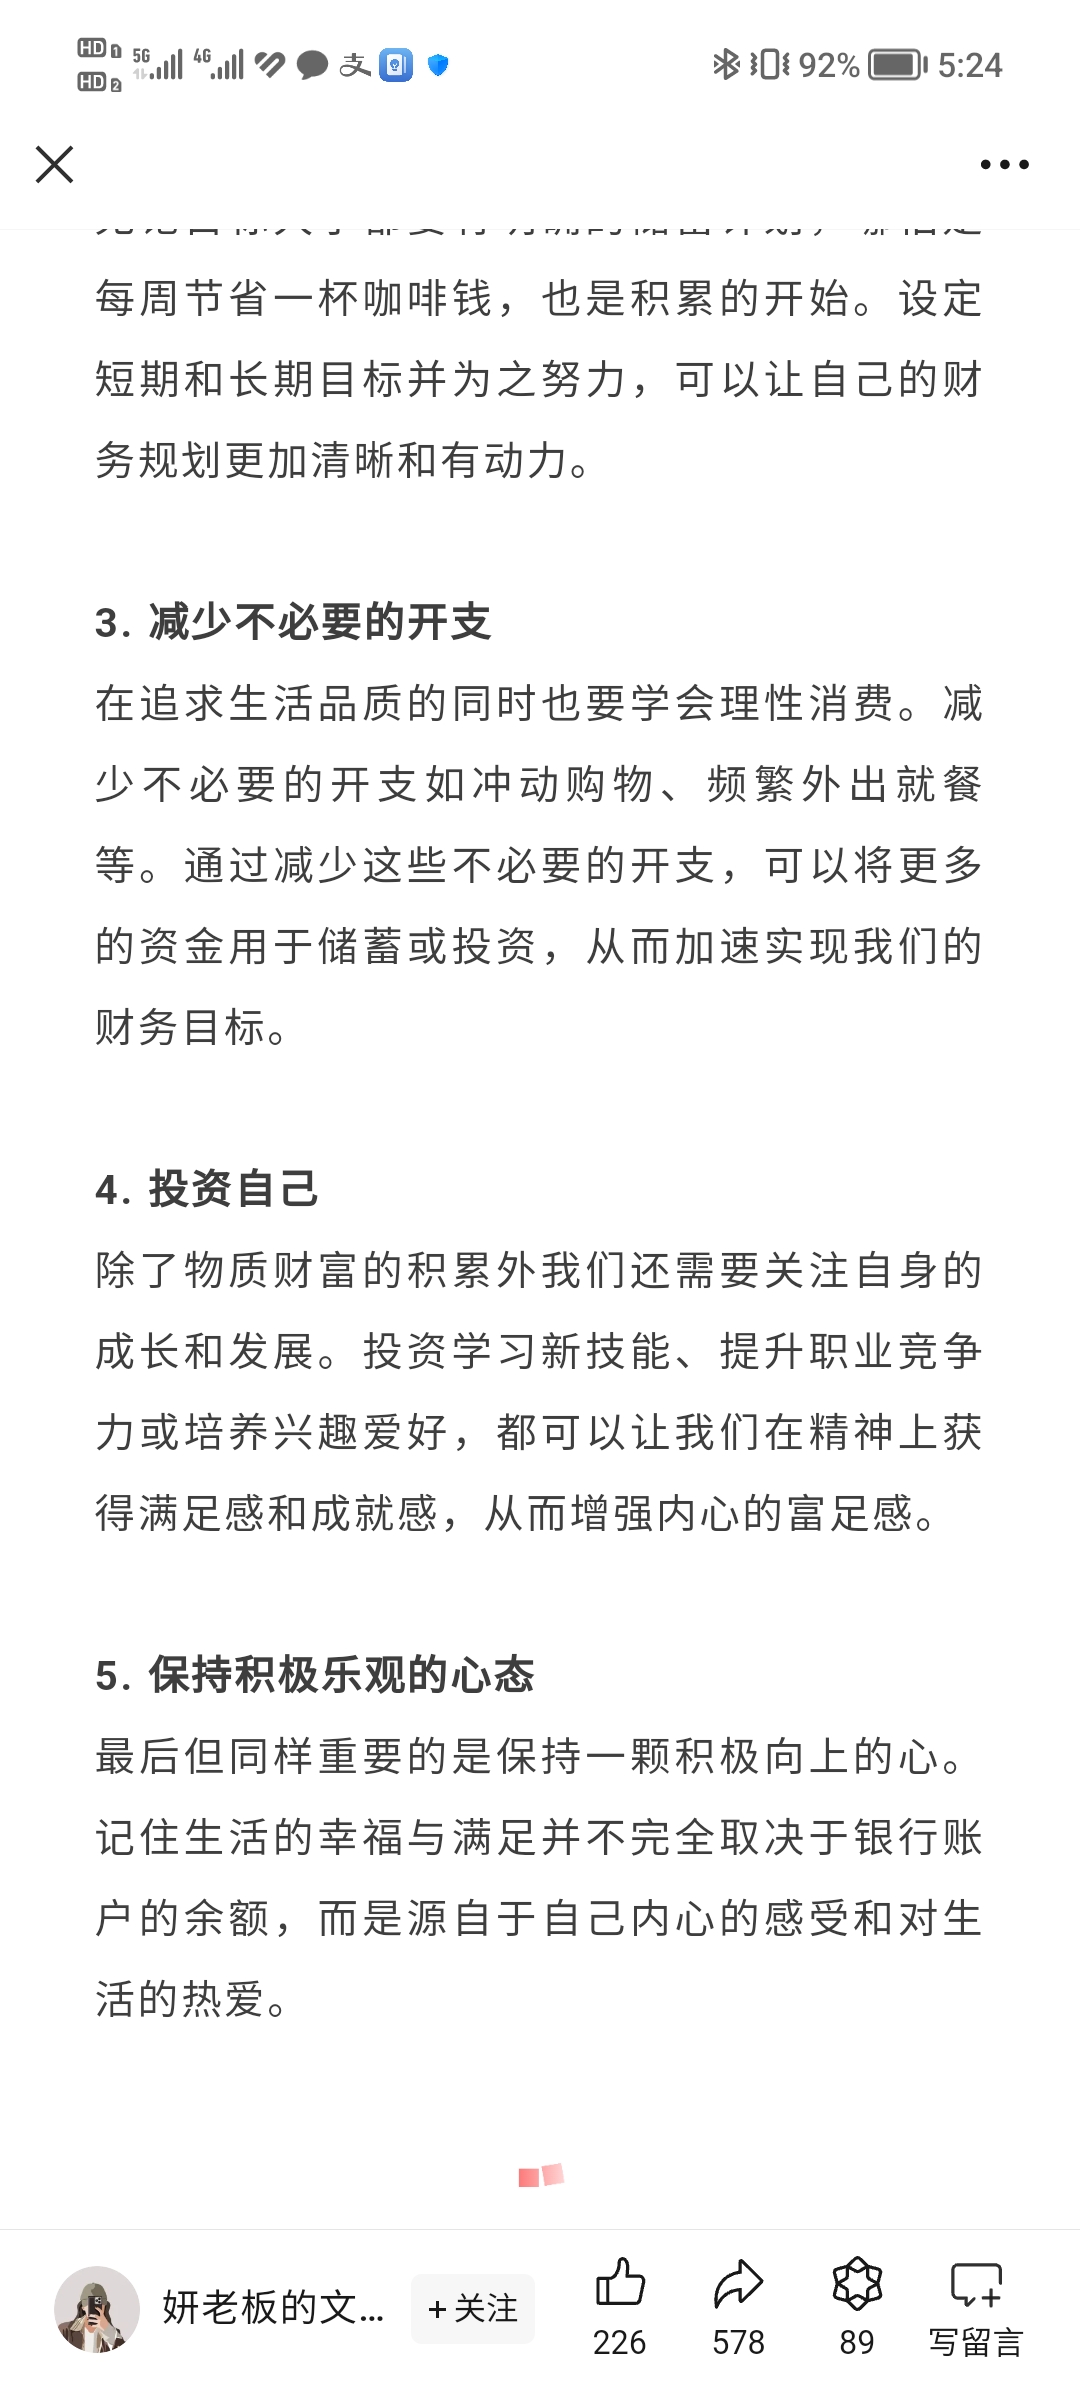 HD 1 5G 4G 支 92% 5:24
HD 2
每周节省一杯咖啡钱，也是积累的开始。设定
短期和长期目标并为之努力，可以让自己的财
务规划更加清晰和有动力。
3. 减少不必要的开支
在追求生活品质的同时也要学会理性消费。减
少不必要的开支如冲动购物、频繁外出就餐
等。通过减少这些不必要的开支，可以将更多
的资金用于储蓄或投资，从而加速实现我们的
财务目标。
4. 投资自己
除了物质财富的积累外我们还需要关注自身的
成长和发展。投资学习新技能、提升职业竞争
力或培养兴趣爱好，都可以让我们在精神上获
得满足感和成就感，从而增强内心的富足感。
5. 保持积极乐观的心态
最后但同样重要的是保持一颗积极向上的心。
记住生活的幸福与满足并不完全取决于银行账
户的余额，而是源自于自己内心的感受和对生
活的热爱。
妍老板的文... +关注
226 578 89 写留言